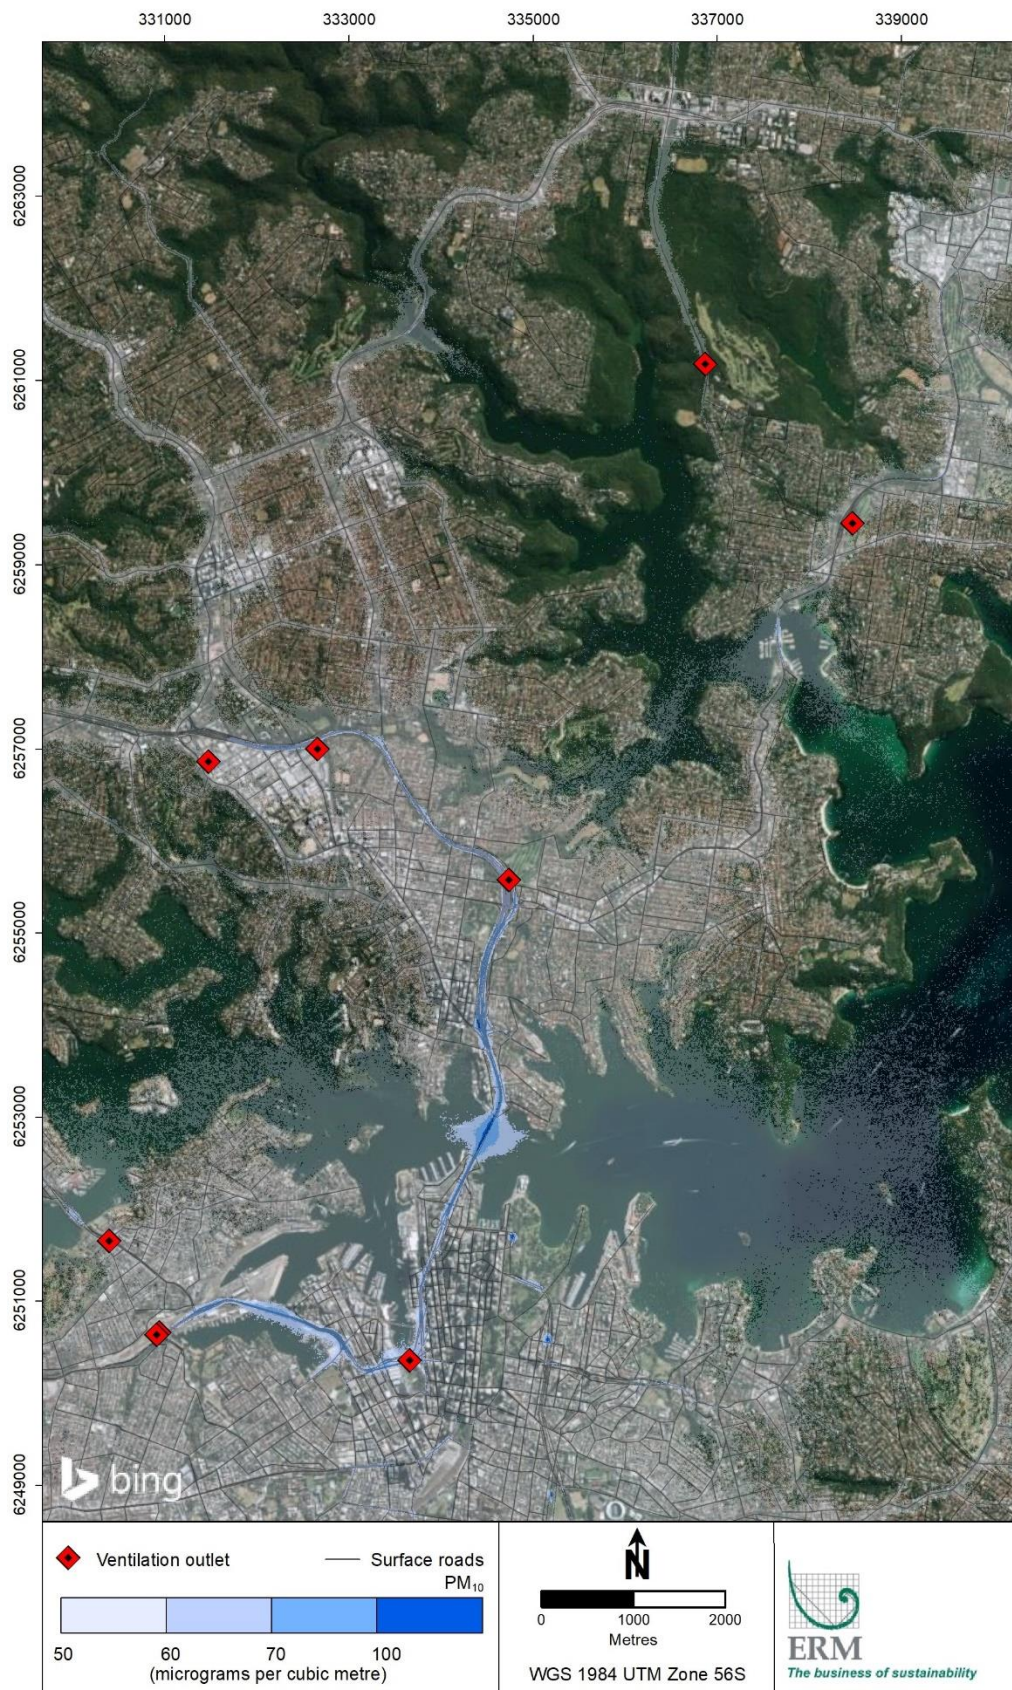 331000 333000 335000 337000 339000
6263000
6261000
6259000
6257000
6255000
6253000
6251000
6249000
bing
Ventilation outlet
Surface roads
PM10
50 60 70 100
(micrograms per cubic metre)
N
0 1000 2000
Metres
WGS 1984 UTM Zone 56S
ERM
The business of sustainability